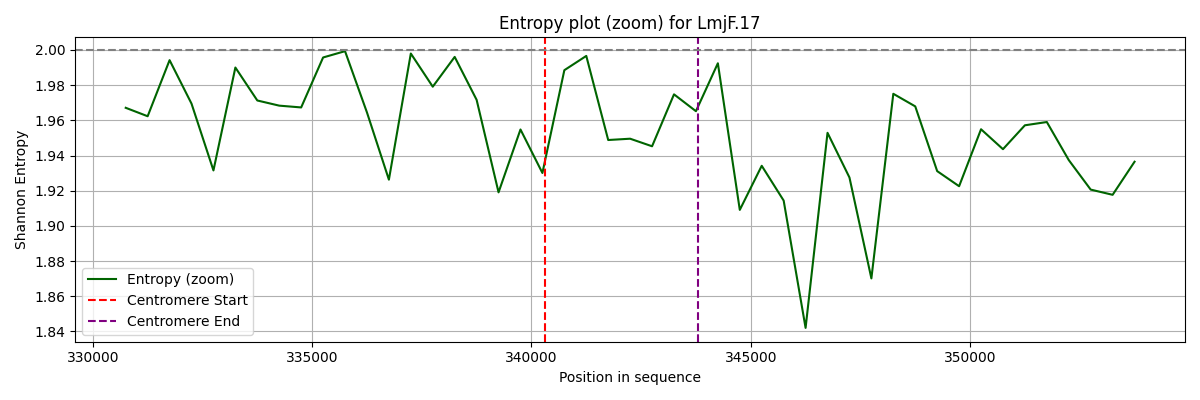 Entropy plot (zoom) for LmjF.17
Shannon Entropy
2.00
1.98
1.96
1.94
1.92
1.90
1.88
1.86
1.84
Entropy (zoom)
Centromere Start
Centromere End
330000 335000 340000 345000 350000
Position in sequence